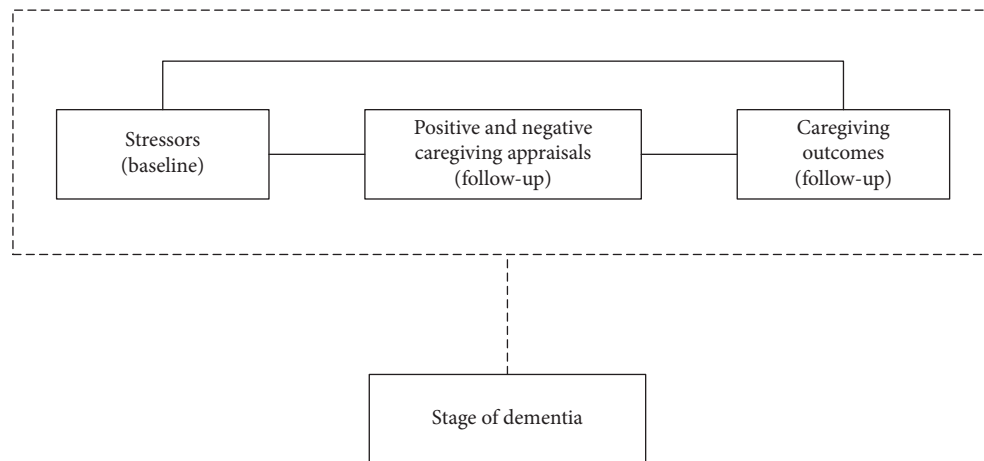 Stressors
(baseline)
Positive and negative
caregiving appraisals
(follow-up)
Caregiving
outcomes
(follow-up)
Stage of dementia